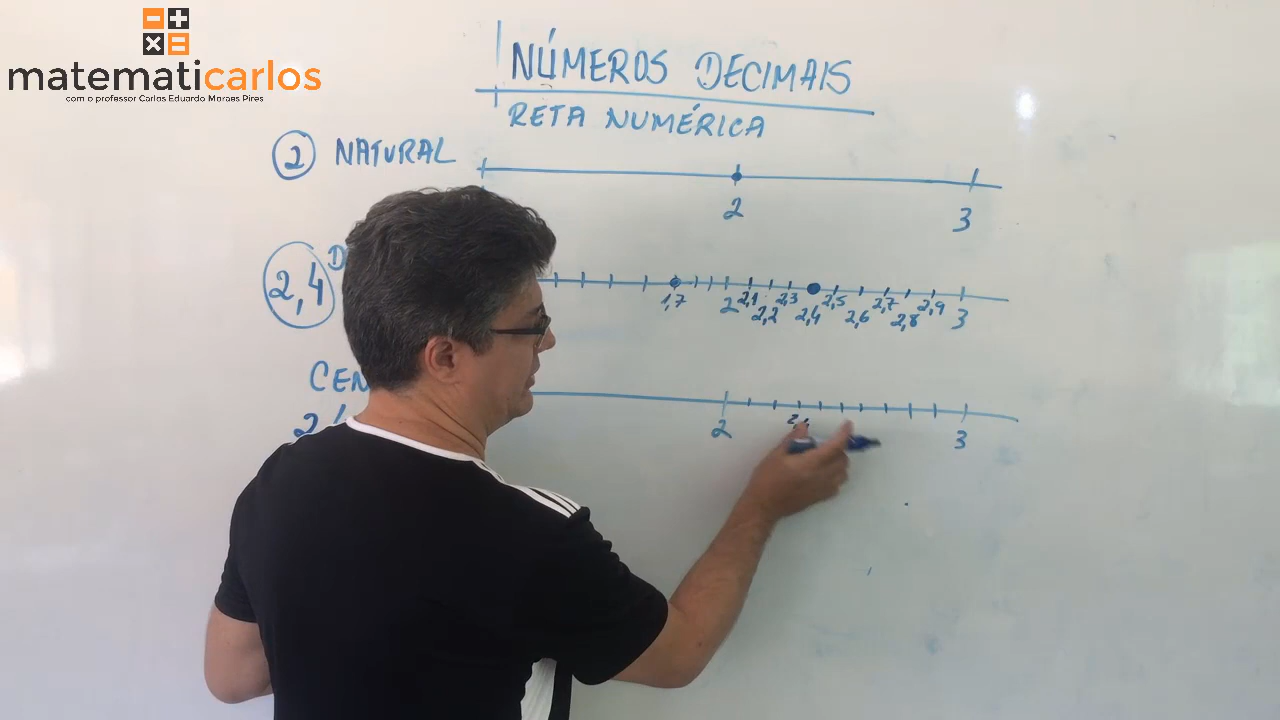 matematicarlos
com o professor Carlos Eduardo Moraes Pires
NÚMEROS DECIMAIS
RETA NUMÉRICA
2 NATURAL
2 3
2,4
1,7 2 2,1 2,2 2,3 2,4 2,5 2,6 2,7 2,8 2,9 3
2 3